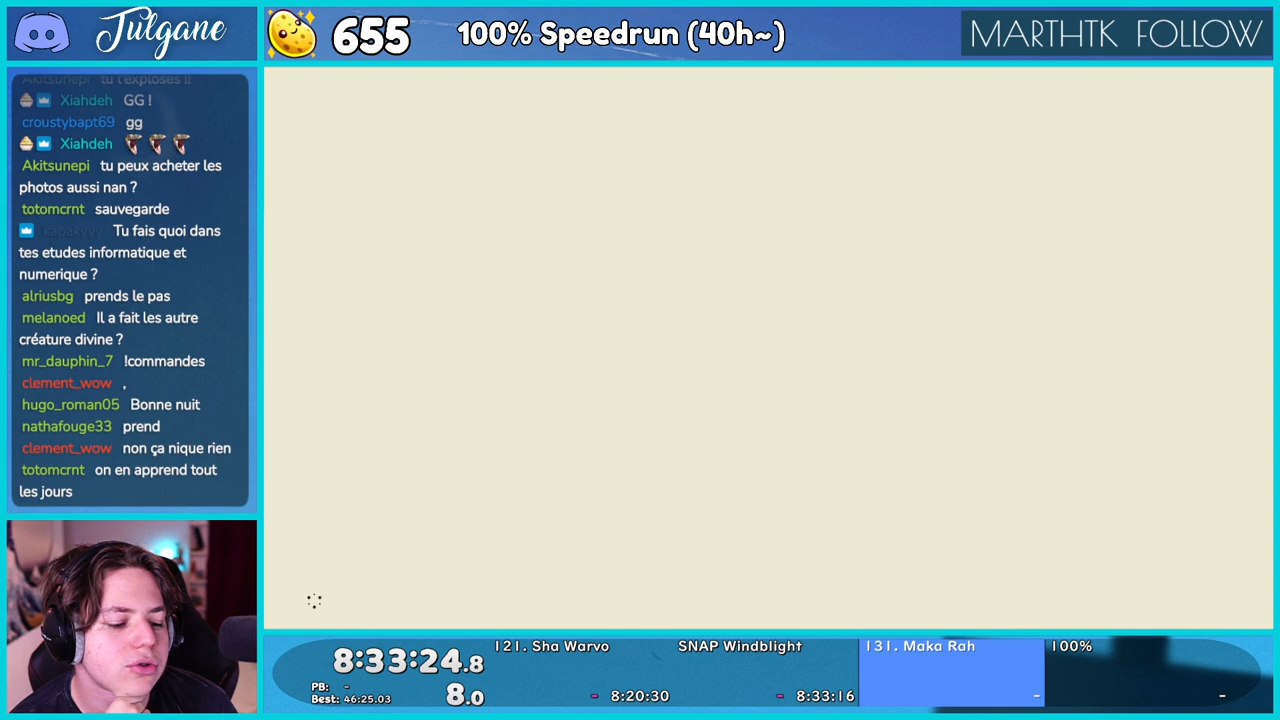 Julgane
655
100% Speedrun (40h~)
MARTHTK FOLLOW
Akitsunepi tu l'exploses !!
Xiahdeh GG !
croustybapt69 gg
Xiahdeh
Akitsunepi tu peux acheter les
photos aussi nan ?
totomcrnt sauvegarde
kapakyyy Tu fais quoi dans
tes etudes informatique et
numerique ?
alriusbg prends le pas
melanoed Il a fait les autre
créature divine ?
mr_dauphin_7 !commandes
clement_wow ,
hugo_roman05 Bonne nuit
nathafouge33 prend
clement_wow non ça nique rien
totomcrnt on en apprend tout
les jours
8:33:24.8
PB: -
Best: 46:25.03
8.0
121. Sha Warvo
- 8:20:30
SNAP Windblight
- 8:33:16
131. Maka Rah
-
100%
-